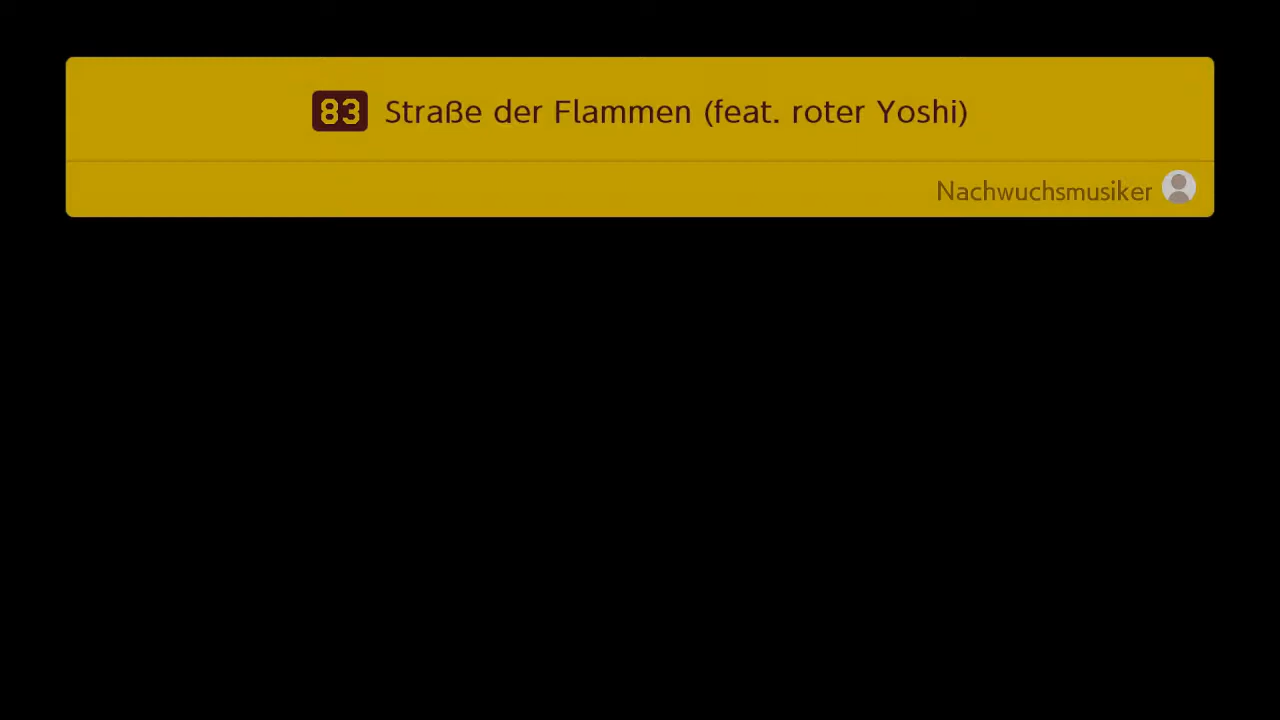 83 Straße der Flammen (feat. roter Yoshi)
Nachwuchsmusiker